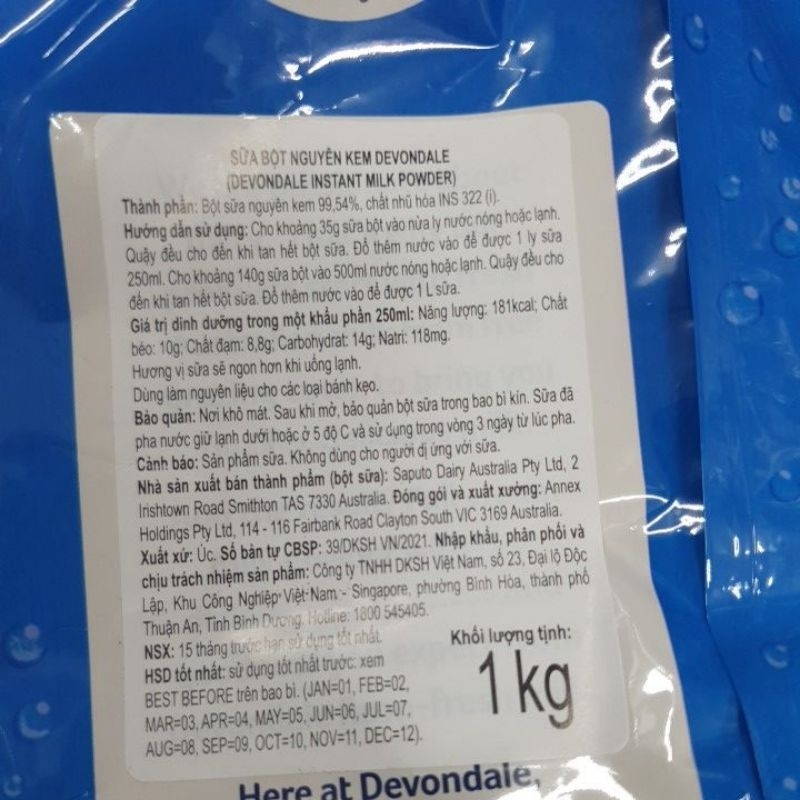 SỮA BỘT NGUYÊN KEM DEVONDALE
(DEVONDALE INSTANT MILK POWDER)
Thành phần: Bột sữa nguyên kem 99,54%, chất nhũ hóa INS 322 (i).
Hướng dẫn sử dụng: Cho khoảng 35g sữa bột vào nửa ly nước nóng hoặc lạnh.
Quậy đều cho đến khi tan hết bột sữa. Đổ thêm nước vào để được 1 ly sữa
250ml. Cho khoảng 140g sữa bột vào 500ml nước nóng hoặc lạnh. Quậy đều cho
đến khi tan hết bột sữa. Đổ thêm nước vào để được 1 L sữa.
Giá trị dinh dưỡng trong một khẩu phần 250ml: Năng lượng: 181kcal; Chất
béo: 10g; Chất đạm: 8,8g; Carbohydrat: 14g; Natri: 118mg.
Hương vị sữa sẽ ngon hơn khi uống lạnh.
Dùng làm nguyên liệu cho các loại bánh kẹo.
Bảo quản: Nơi khô mát. Sau khi mở, bảo quản bột sữa trong bao bì kín. Sữa đã
pha nước giữ lạnh dưới hoặc ở 5 độ C và sử dụng trong vòng 3 ngày từ lúc pha.
Cảnh báo: Sản phẩm sữa. Không dùng cho người dị ứng với sữa.
Nhà sản xuất bán thành phẩm (bột sữa): Saputo Dairy Australia Pty Ltd, 2
Irishtown Road Smithton TAS 7330 Australia. Đóng gói và xuất xưởng: Annex
Holdings Pty Ltd, 114 - 116 Fairbank Road Clayton South VIC 3169 Australia.
Xuất xứ: Úc. Số bản tự CBSP: 39/DKSH VN/2021. Nhập khẩu, phân phối và
chịu trách nhiệm sản phẩm: Công ty TNHH DKSH Việt Nam, số 23, Đại lộ Độc
Lập, Khu Công Nghiệp Việt Nam - Singapore, phường Bình Hòa, thành phố
Thuận An, Tỉnh Bình Dương. Hotline: 1800 545405.
NSX: 15 tháng trước hạn sử dụng tốt nhất.
HSD tốt nhất: sử dụng tốt nhất trước: xem
BEST BEFORE trên bao bì. (JAN=01, FEB=02,
MAR=03, APR=04, MAY=05, JUN=06, JUL=07,
AUG=08, SEP=09, OCT=10, NOV=11, DEC=12).
Khối lượng tịnh:
1 kg
Here at Devondale,